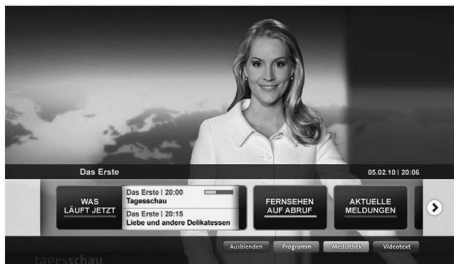 Das Erste
05.02.10 | 20:06
WAS
LÄUFT JETZT
Das Erste | 20:00
Tagesschau
Das Erste | 20:15
Liebe und andere Delikatessen
FERNSEHEN
AUF ABRUF
AKTUELLE
MELDUNGEN
Ausblenden
Programm
Mediathek
Videotext
tagesschau